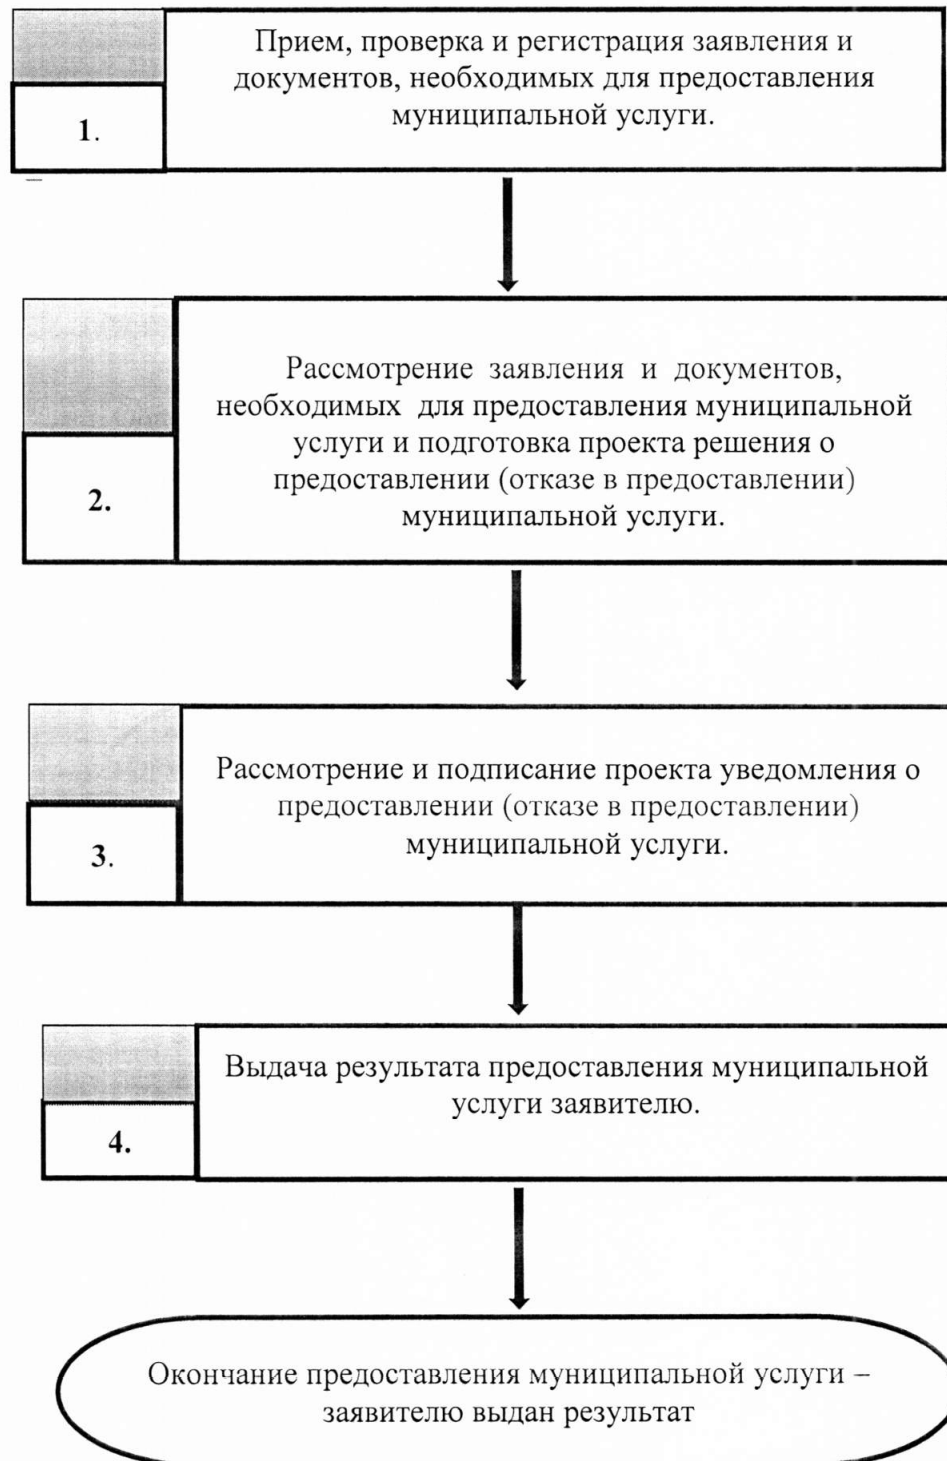 Прием, проверка и регистрация заявления и
документов, необходимых для предоставления
муниципальной услуги.
1.
Рассмотрение заявления и документов,
необходимых для предоставления муниципальной
услуги и подготовка проекта решения о
предоставлении (отказе в предоставлении)
муниципальной услуги.
2.
Рассмотрение и подписание проекта уведомления о
предоставлении (отказе в предоставлении)
муниципальной услуги.
3.
Выдача результата предоставления муниципальной
услуги заявителю.
4.
Окончание предоставления муниципальной услуги –
заявителю выдан результат